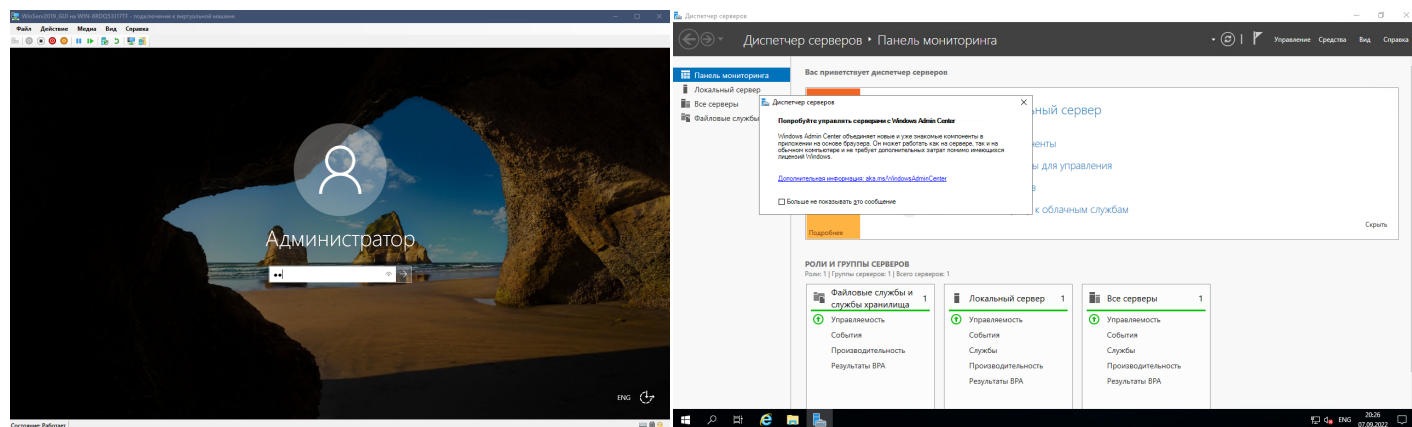 WinServ2019_GUI на WIN-8RDQ53J17TF - подключение к виртуальной машине
Файл Действие Медиа Вид Справка
Администратор
ENG
Состояние: Работает
Диспетчер серверов
Диспетчер серверов • Панель мониторинга
Управление Средства Вид Справка
Панель мониторинга
Локальный сервер
Все серверы
Файловые службы
Вас приветствует диспетчер серверов
Диспетчер серверов
Попробуйте управлять серверами с Windows Admin Center
Windows Admin Center объединяет новые и уже знакомые компоненты в
приложении на основе браузера. Он может работать как на сервере, так и на
обычном компьютере и не требует дополнительных затрат помимо имеющихся
лицензий Windows.
Дополнительная информация: aka.ms/WindowsAdminCenter
Больше не показывать это сообщение
ный сервер
ненты
ы для управления
к облачным службам
Подробнее
Скрыть
РОЛИ И ГРУППЫ СЕРВЕРОВ
Роли: 1 | Группы серверов: 1 | Всего серверов: 1
Файловые службы и
службы хранилища 1
Управляемость
События
Производительность
Результаты BPA
Локальный сервер 1
Управляемость
События
Службы
Производительность
Результаты BPA
Все серверы 1
Управляемость
События
Службы
Производительность
Результаты BPA
ENG
20:26
07.09.2022